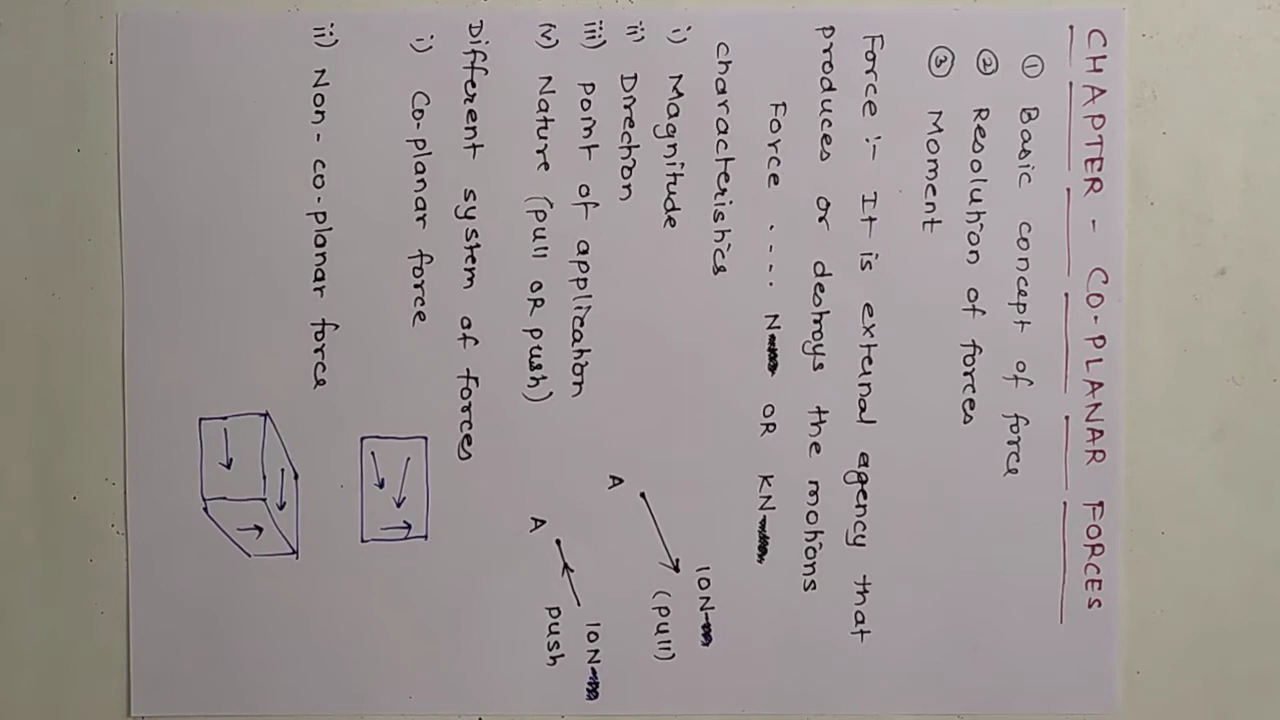 CHAPTER - CO-PLANAR FORCES
① Basic concept of force
② Resolution of forces
③ Moment
Force :- It is external agency that
produces or destroys the motions
Force .... N OR KN
characteristics
i) Magnitude
10N
ii) Direction
A (pull)
iii) point of application
(v) Nature (pull OR push)
A 10N
push
Different system of forces
i) Co-planar force
ii) Non-co-planar force